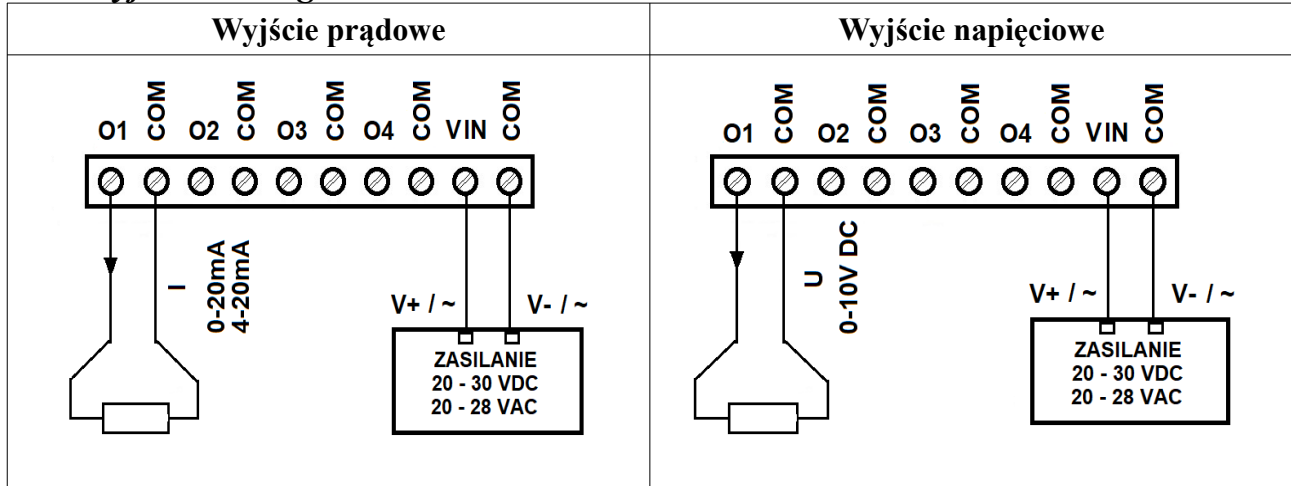 Wyjście prądowe
Wyjście napięciowe
O1 COM O2 COM O3 COM O4 COM VIN COM
I
0-20mA
4-20mA
V+ / ~ V- / ~
ZASILANIE
20 - 30 VDC
20 - 28 VAC
O1 COM O2 COM O3 COM O4 COM VIN COM
U
0-10V DC
V+ / ~ V- / ~
ZASILANIE
20 - 30 VDC
20 - 28 VAC